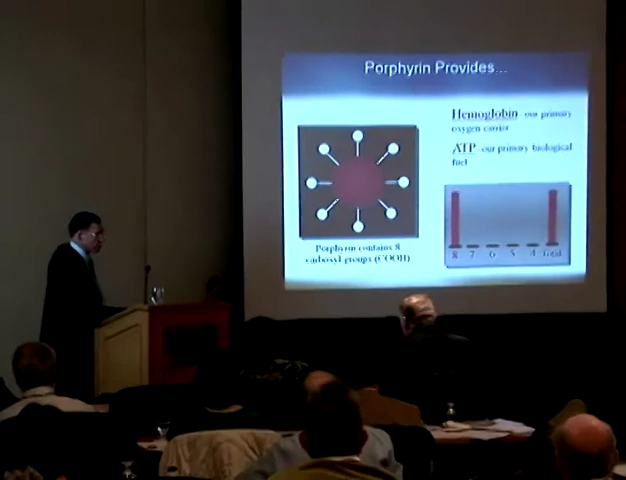 Porphyrin Provides...
Hemoglobin - our primary
oxygen carrier
ATP - our primary biological
fuel
Porphyrin contains 8
carboxyl groups (COOH)
8 7 6 5 4 Total